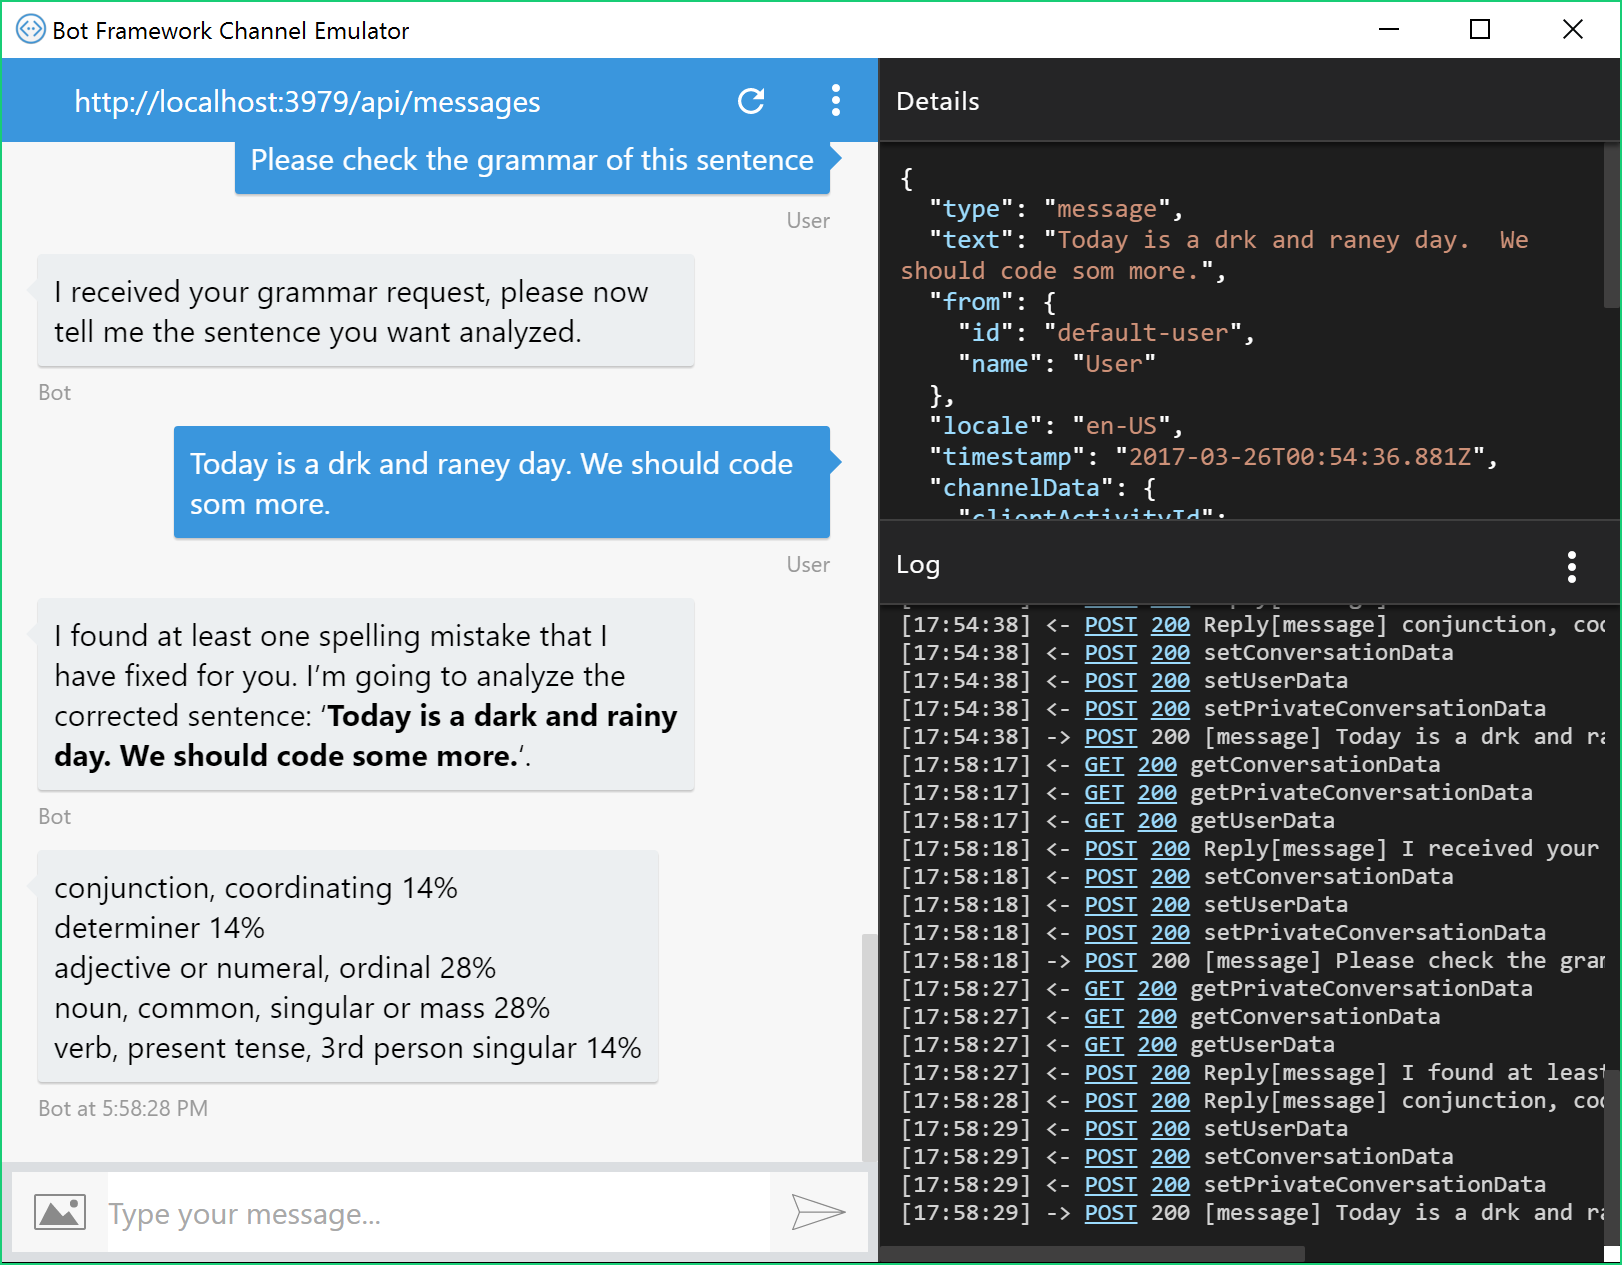 Bot Framework Channel Emulator
http://localhost:3979/api/messages
Please check the grammar of this sentence
User
I received your grammar request, please now
tell me the sentence you want analyzed.
Bot
Today is a drk and raney day. We should code
som more.
User
I found at least one spelling mistake that I
have fixed for you. I’m going to analyze the
corrected sentence: ‘Today is a dark and rainy
day. We should code some more.‘.
Bot
conjunction, coordinating 14%
determiner 14%
adjective or numeral, ordinal 28%
noun, common, singular or mass 28%
verb, present tense, 3rd person singular 14%
Bot at 5:58:28 PM
Type your message...
Details
{
"type": "message",
"text": "Today is a drk and raney day.  We
should code som more.",
"from": {
"id": "default-user",
"name": "User"
},
"locale": "en-US",
"timestamp": "2017-03-26T00:54:36.881Z",
"channelData": {
"clientActivityId":
Log
[17:54:38] <- POST 200 Reply[message] conjunction, coo
[17:54:38] <- POST 200 setConversationData
[17:54:38] <- POST 200 setUserData
[17:54:38] <- POST 200 setPrivateConversationData
[17:54:38] -> POST 200 [message] Today is a drk and ra
[17:58:17] <- GET 200 getConversationData
[17:58:17] <- GET 200 getPrivateConversationData
[17:58:17] <- GET 200 getUserData
[17:58:18] <- POST 200 Reply[message] I received your
[17:58:18] <- POST 200 setConversationData
[17:58:18] <- POST 200 setUserData
[17:58:18] <- POST 200 setPrivateConversationData
[17:58:18] -> POST 200 [message] Please check the gram
[17:58:27] <- GET 200 getPrivateConversationData
[17:58:27] <- GET 200 getConversationData
[17:58:27] <- GET 200 getUserData
[17:58:27] <- POST 200 Reply[message] I found at least
[17:58:28] <- POST 200 Reply[message] conjunction, coo
[17:58:29] <- POST 200 setUserData
[17:58:29] <- POST 200 setConversationData
[17:58:29] <- POST 200 setPrivateConversationData
[17:58:29] -> POST 200 [message] Today is a drk and ra